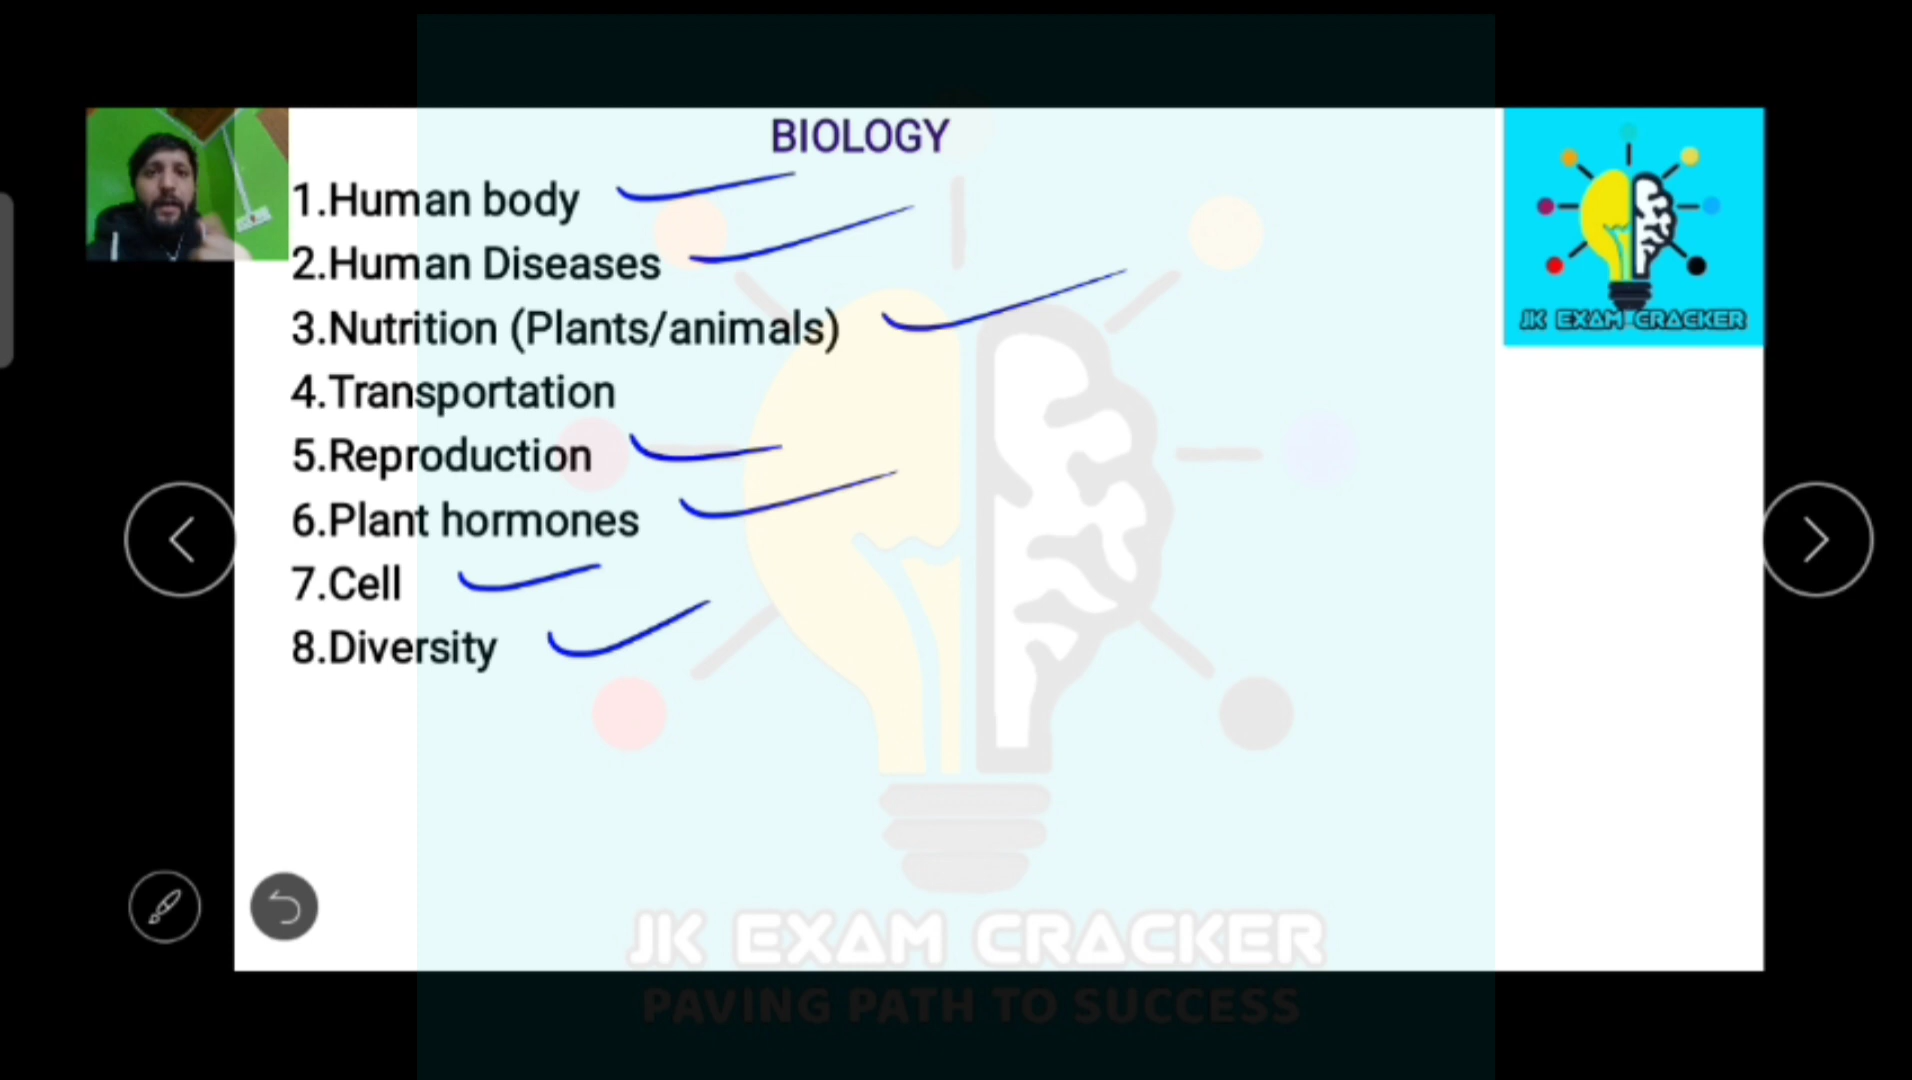 BIOLOGY
1.Human body
2.Human Diseases
3.Nutrition (Plants/animals)
4.Transportation
5.Reproduction
6.Plant hormones
7.Cell
8.Diversity
JK EXAM CRACKER
JK EXAM CRACKER
PAVING PATH TO SUCCESS